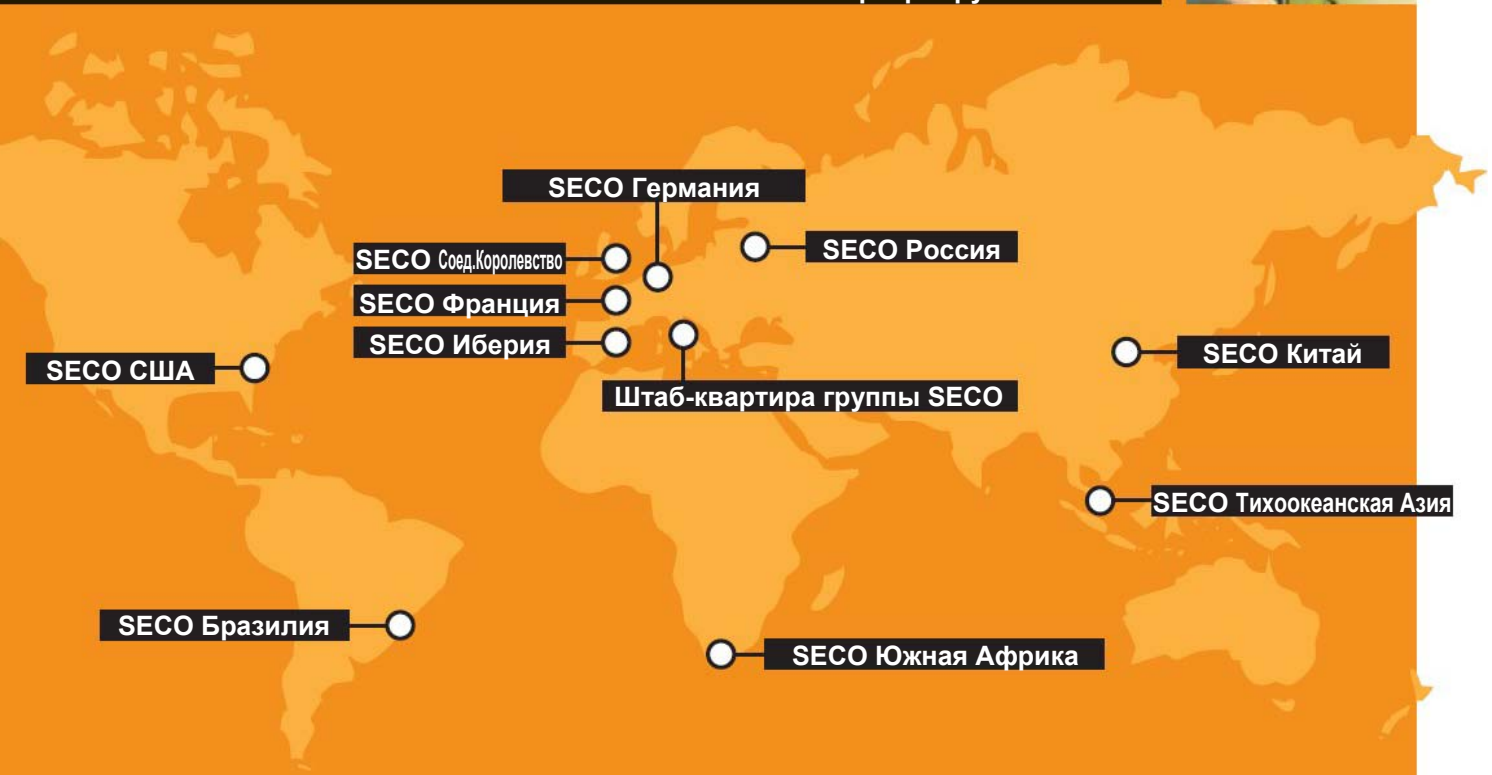 SECO Германия
SECO Соед.Королевство
SECO Россия
SECO Франция
SECO Иберия
SECO США
SECO Китай
Штаб-квартира группы SECO
SECO Тихоокеанская Азия
SECO Бразилия
SECO Южная Африка